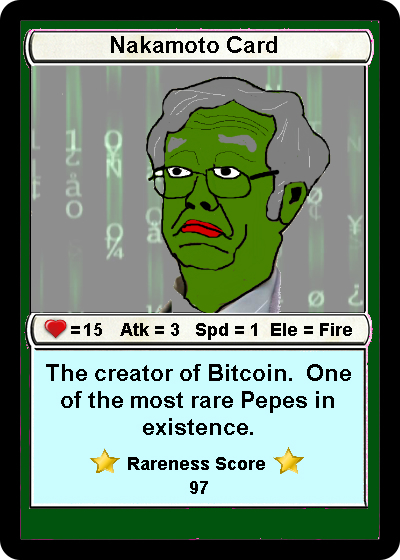 Nakamoto Card
=15 Atk = 3 Spd = 1 Ele = Fire
The creator of Bitcoin. One
of the most rare Pepes in
existence.
Rareness Score
97